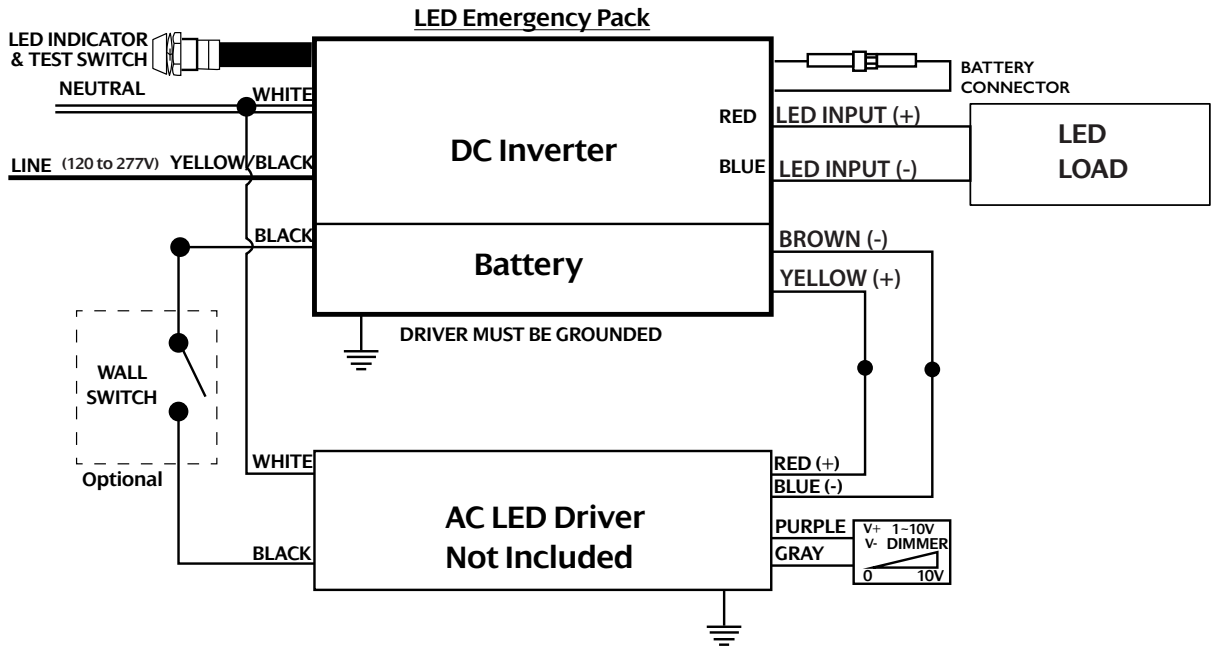 LED Emergency Pack
LED INDICATOR
& TEST SWITCH
NEUTRAL
WHITE
LINE (120 to 277V) YELLOW/BLACK
BLACK
DC Inverter
Battery
RED
BLUE
BATTERY
CONNECTOR
LED INPUT (+)
LED INPUT (-)
LED
LOAD
BROWN (-)
YELLOW (+)
DRIVER MUST BE GROUNDED
WALL
SWITCH
Optional
WHITE
BLACK
AC LED Driver
Not Included
RED (+)
BLUE (-)
PURPLE
GRAY
V+ 1~10V
V- DIMMER
0 10V